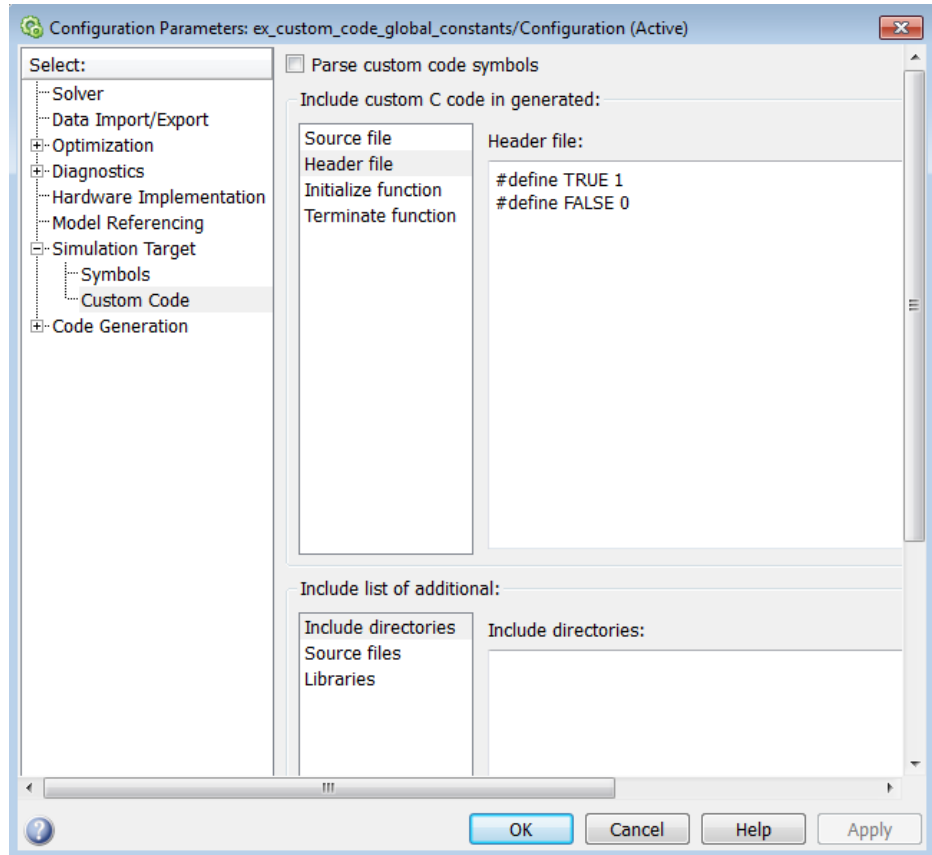 Configuration Parameters: ex_custom_code_global_constants/Configuration (Active)
Select:
Solver
Data Import/Export
Optimization
Diagnostics
Hardware Implementation
Model Referencing
Simulation Target
Symbols
Custom Code
Code Generation
Parse custom code symbols
Include custom C code in generated:
Source file
Header file
Initialize function
Terminate function
Header file:
#define TRUE 1
#define FALSE 0
Include list of additional:
Include directories
Source files
Libraries
Include directories:
OK
Cancel
Help
Apply